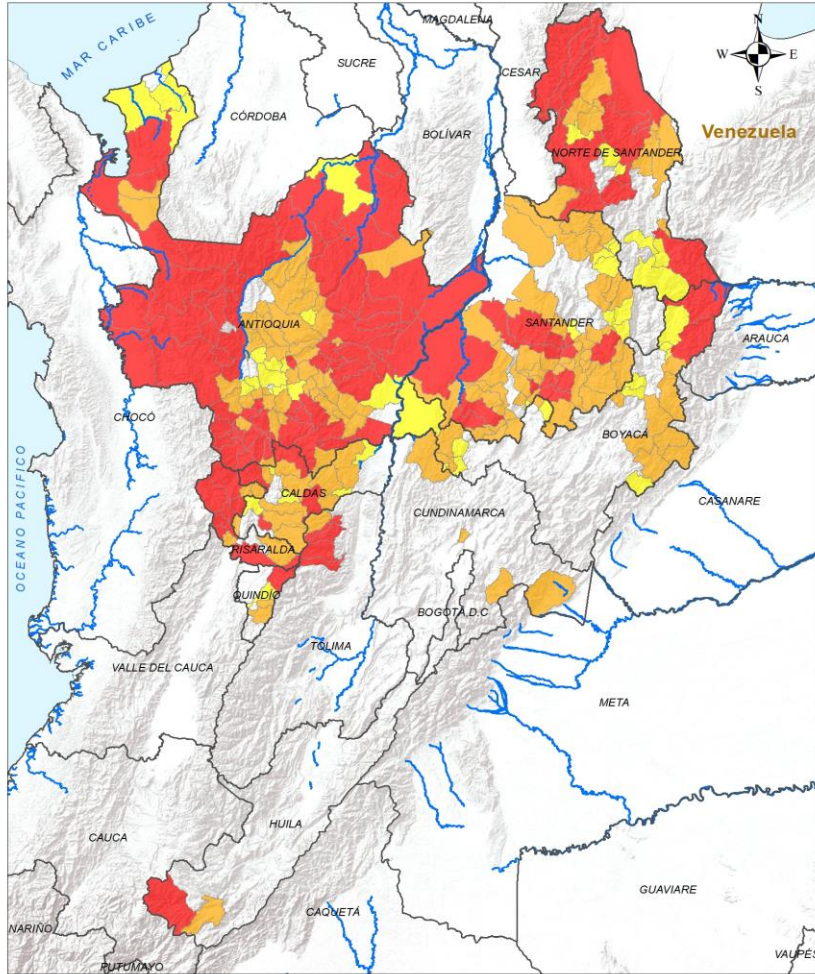 MAGDALENA
MAR CARIBE
SUCRE
CESAR
N
W E
S
CÓRDOBA
BOLÍVAR
Venezuela
NORTE DE SANTANDER
ANTIOQUIA
SANTANDER
ARAUCA
CHOCÓ
BOYACÁ
OCEANO PACIFICO
CALDAS
CASANARE
CUNDINAMARCA
RISARALDA
QUINDÍO
BOGOTÁ, D.C
TOLIMA
VALLE DEL CAUCA
META
HUILA
CAUCA
GUAVIARE
CAQUETÁ
NARIÑO
PUTUMAYO
VAUPÉS